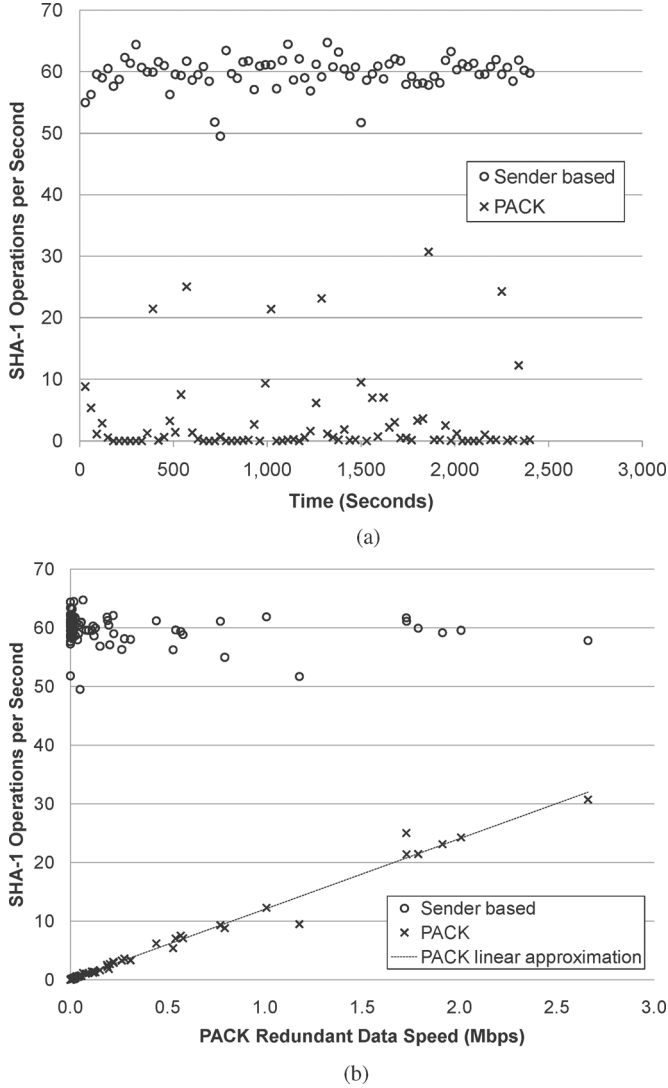 70
60
50
40
30
20
10
0
SHA-1 Operations per Second
Sender based
PACK
0 500 1,000 1,500 2,000 2,500 3,000
Time (Seconds)
(a)
70
60
50
40
30
20
10
0
SHA-1 Operations per Second
Sender based
PACK
PACK linear approximation
0.0 0.5 1.0 1.5 2.0 2.5 3.0
PACK Redundant Data Speed (Mbps)
(b)